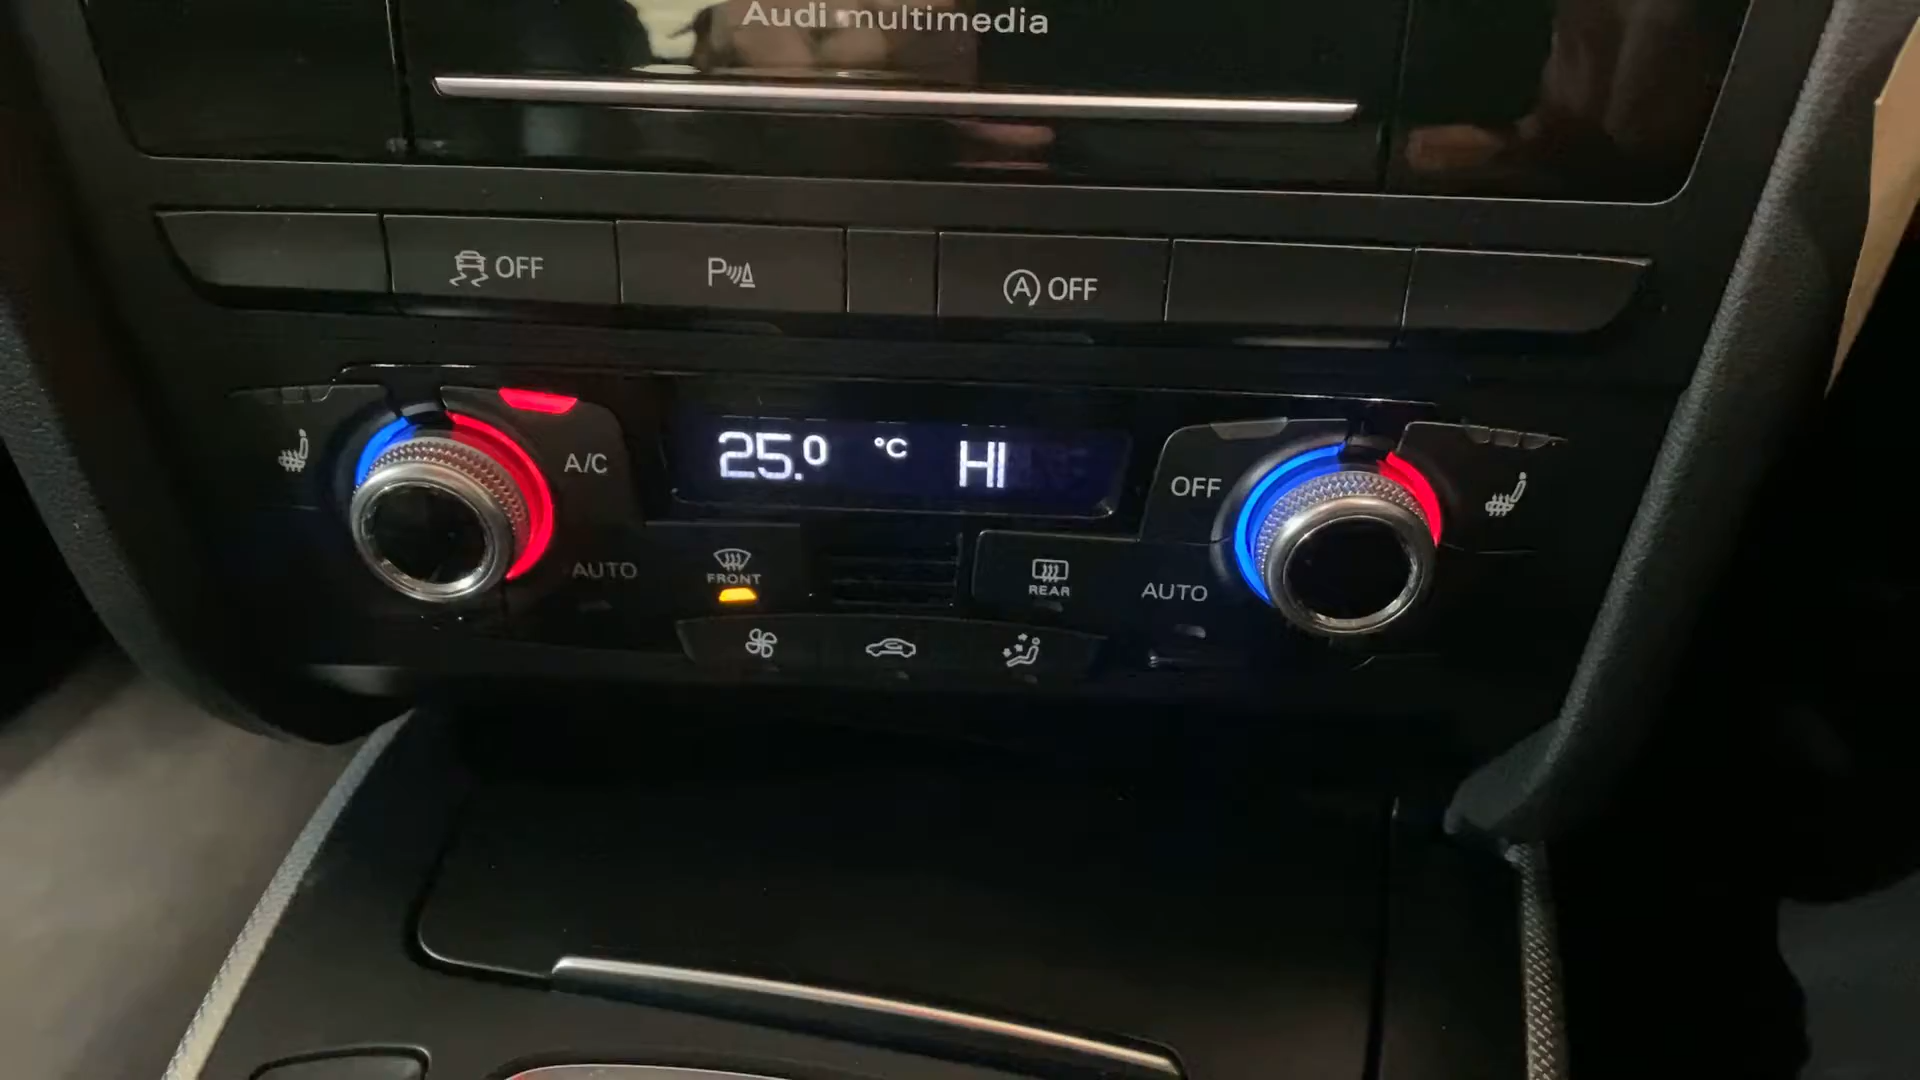 Audi multimedia
OFF
P
A OFF
A/C
25.0 °C HI
OFF
AUTO
FRONT
REAR
AUTO